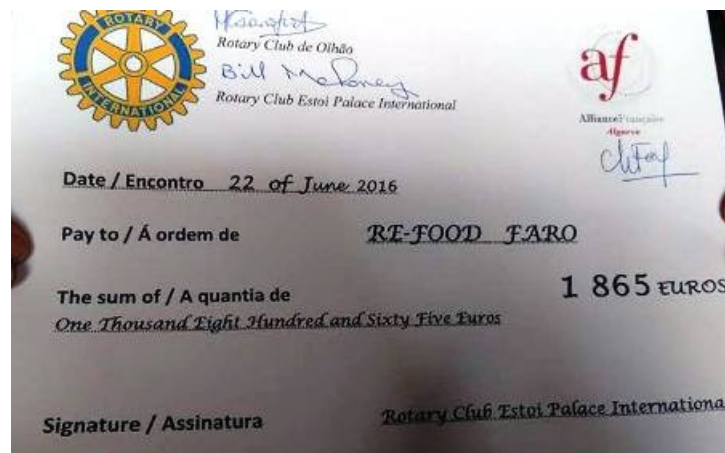 ROTARY
INTERNATIONAL
Rotary Club de Olhão
Bill Maloney
Rotary Club Estoi Palace International
af
Alliance Française
Algarve
Date / Encontro 22 of June 2016
Pay to / Á ordem de RE-FOOD FARO
The sum of / A quantia de 1 865 EUROS
One Thousand Eight Hundred and Sixty Five Euros
Signature / Assinatura Rotary Club Estoi Palace Internationa